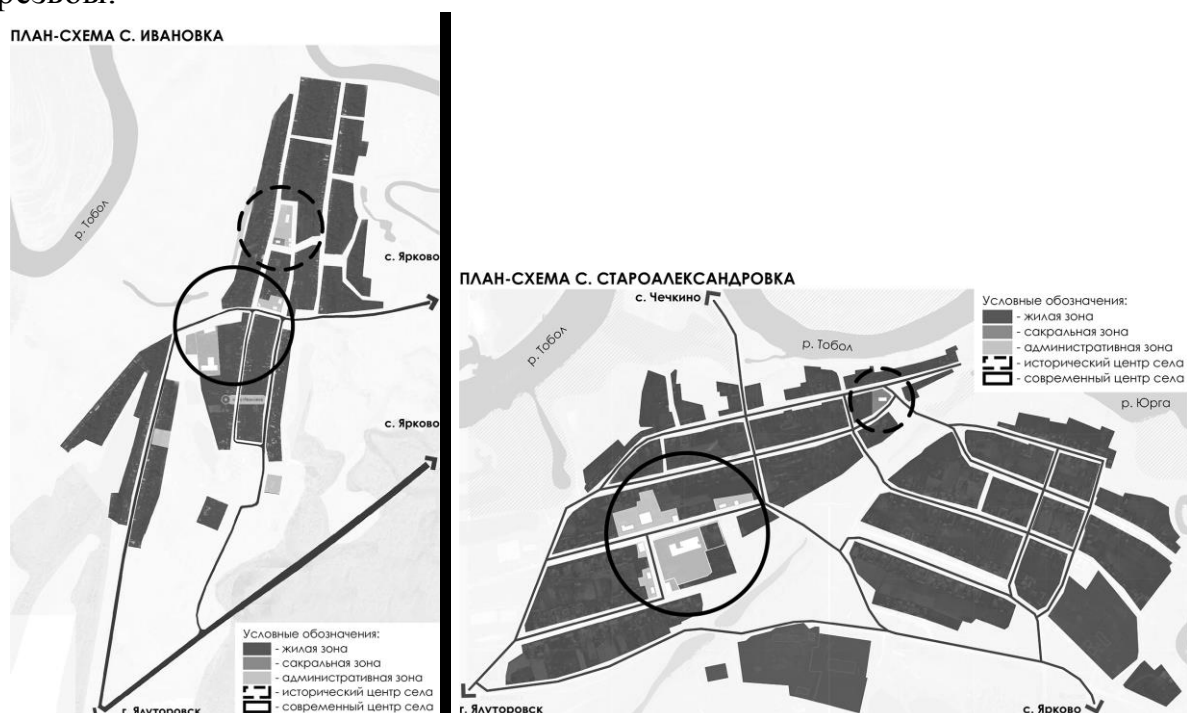 ПЛАН-СХЕМА С. ИВАНОВКА
р. Тобол
с. Ярково
с. Ярково
Условные обозначения:
- жилая зона
- сакральная зона
- административная зона
- исторический центр села
- современный центр села
г. Ялуторовск
ПЛАН-СХЕМА С. СТАРОАЛЕКСАНДРОВКА
с. Чечкино
р. Тобол
р. Тобол
Условные обозначения:
- жилая зона
- сакральная зона
- административная зона
- исторический центр села
- современный центр села
р. Юрга
г. Ялуторовск
с. Ярково